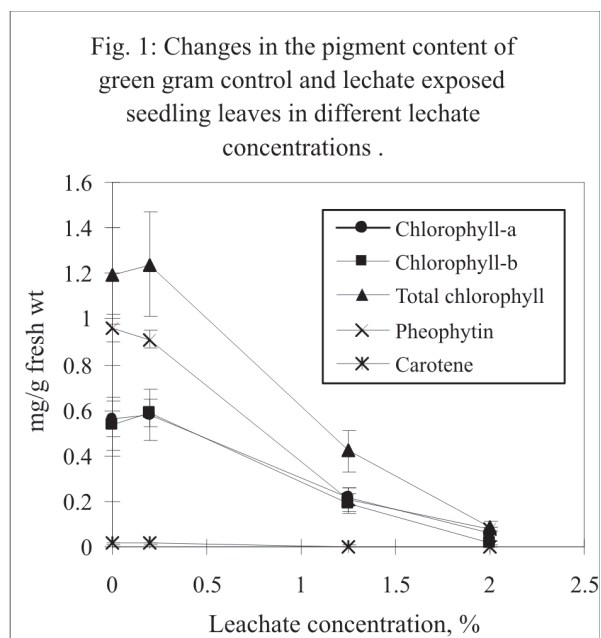 Fig. 1: Changes in the pigment content of
green gram control and lechate exposed
seedling leaves in different lechate
concentrations .
1.6
1.4
1.2
1
0.8
0.6
0.4
0.2
0
mg/g fresh wt
Chlorophyll-a
Chlorophyll-b
Total chlorophyll
Pheophytin
Carotene
0 0.5 1 1.5 2 2.5
Leachate concentration, %